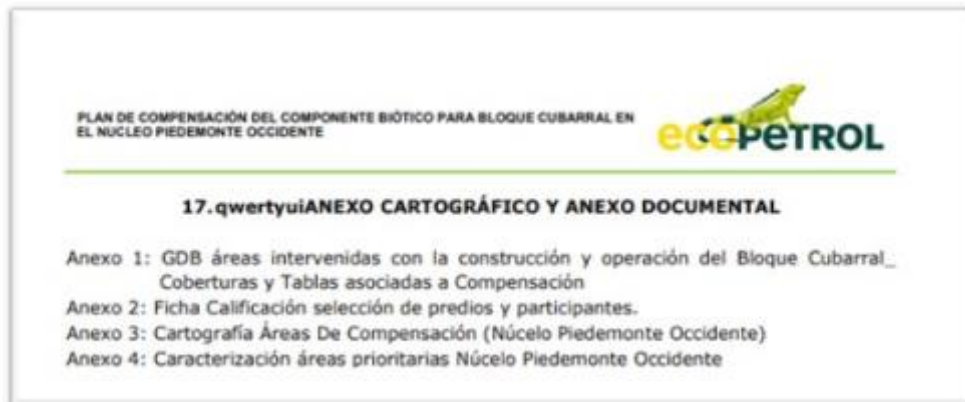 PLAN DE COMPENSACIÓN DEL COMPONENTE BIÓTICO PARA BLOQUE CUBARRAL EN
EL NUCLEO PIEDEMONTE OCCIDENTE
ecoPETROL
17.qwertyuiANEXO CARTOGRÁFICO Y ANEXO DOCUMENTAL
Anexo 1: GDB áreas intervenidas con la construcción y operación del Bloque Cubarral_
Coberturas y Tablas asociadas a Compensación
Anexo 2: Ficha Calificación selección de predios y participantes.
Anexo 3: Cartografía Áreas De Compensación (Núcelo Piedemonte Occidente)
Anexo 4: Caracterización áreas prioritarias Núcelo Piedemonte Occidente